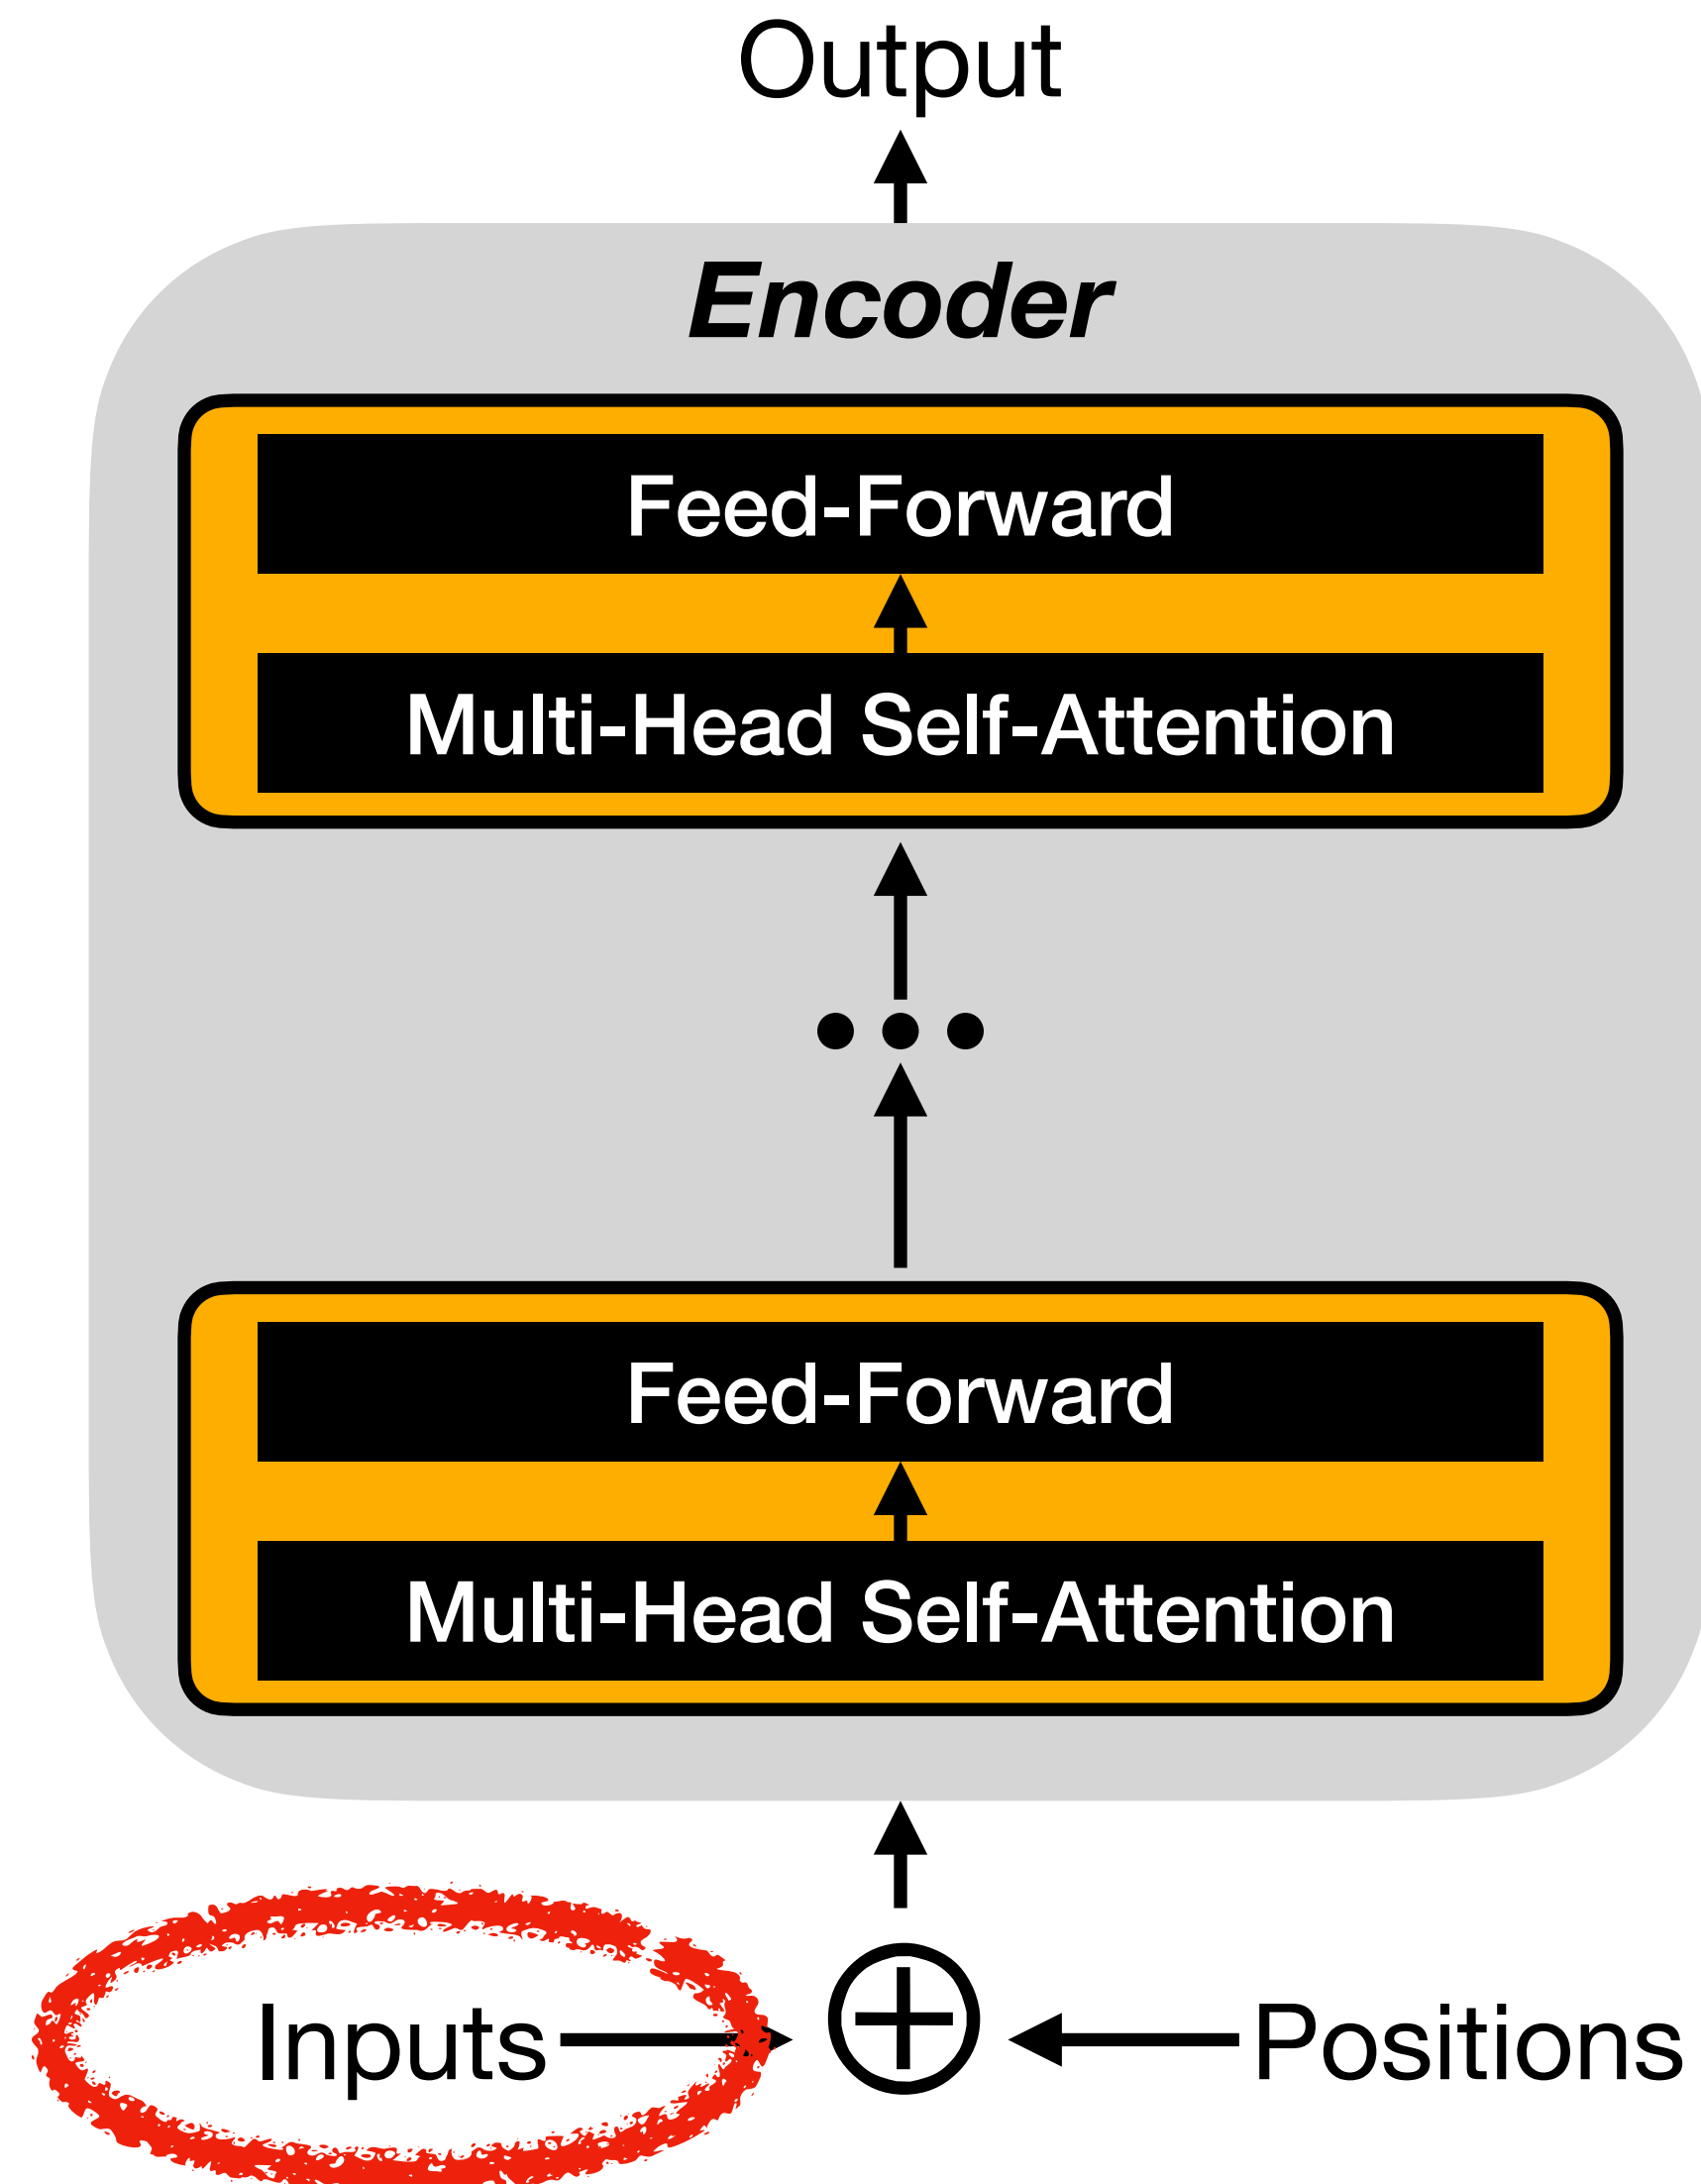 Output
Encoder
Feed-Forward
Multi-Head Self-Attention
Feed-Forward
Multi-Head Self-Attention
Inputs
Positions